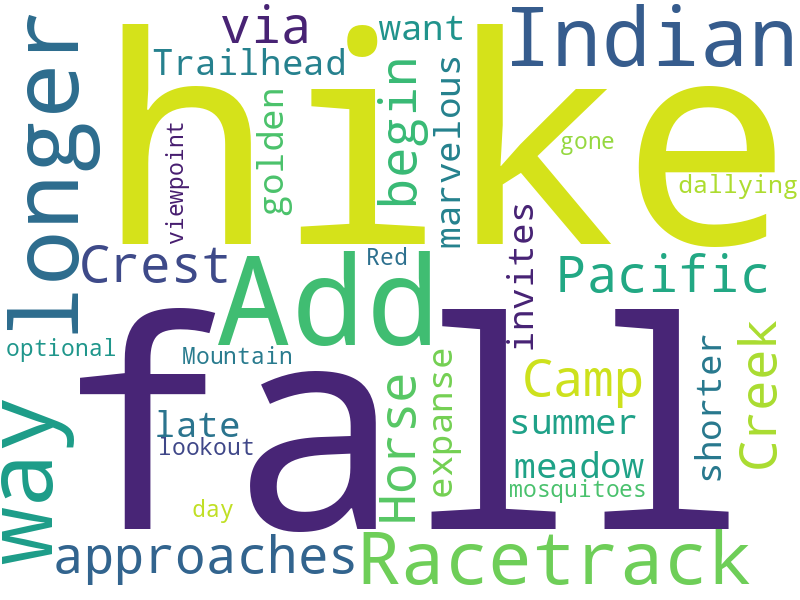 via
want
Indian
Trailhead
longer
hike
golden
viewpoint
begin
marvelous
gone
dallying
Crest
Red
invites
Pacific
Add
optional
Mountain
fall
late
lookout
Horse
expanse
Camp
summer
meadow
mosquitoes
shorter
Creek
day
way
approaches
Racetrack